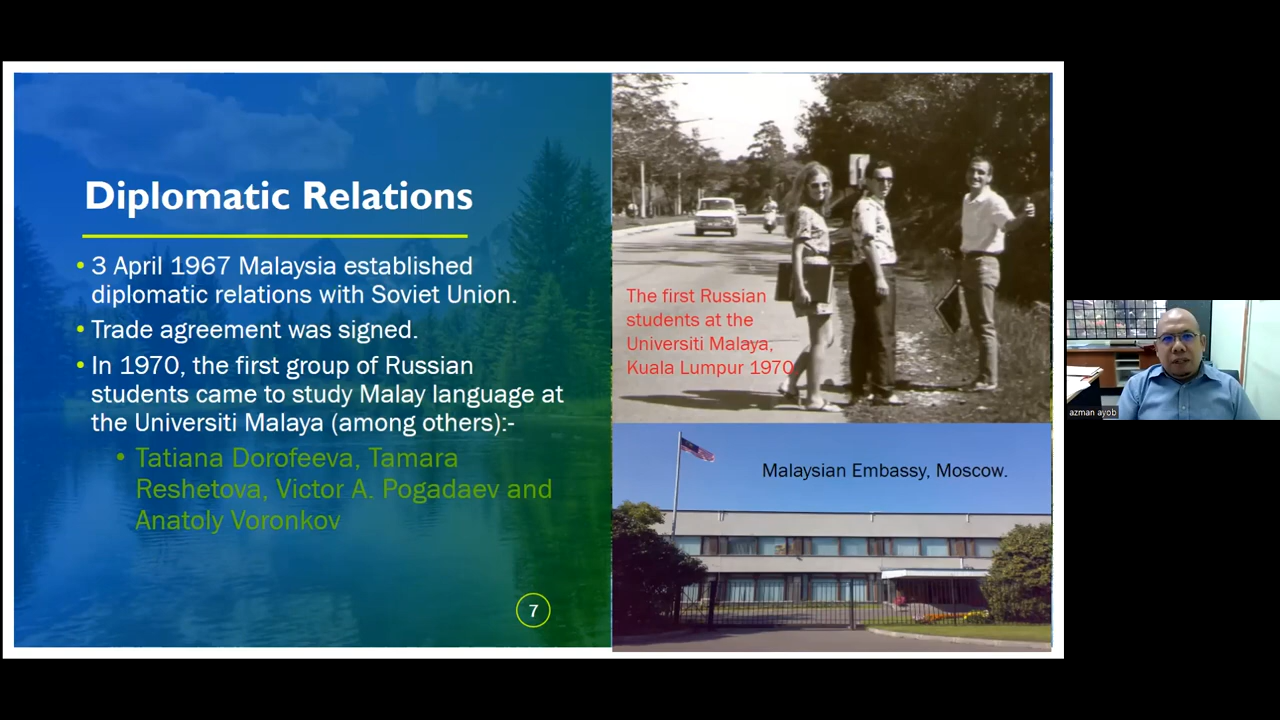 Diplomatic Relations
• 3 April 1967 Malaysia established
diplomatic relations with Soviet Union.
• Trade agreement was signed.
• In 1970, the first group of Russian
students came to study Malay language at
the Universiti Malaya (among others):-
• Tatiana Dorofeeva, Tamara
Reshetova, Victor A. Pogadaev and
Anatoly Voronkov
7
The first Russian
students at the
Universiti Malaya,
Kuala Lumpur 1970
Malaysian Embassy, Moscow.
azman ayob